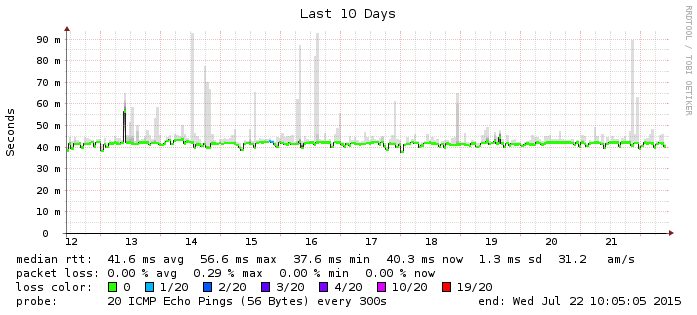 Last 10 Days
RRDTOOL / TOBI OETIKER
Seconds
90 m
80 m
70 m
60 m
50 m
40 m
30 m
20 m
10 m
0
12 13 14 15 16 17 18 19 20 21
median rtt: 41.6 ms avg 56.6 ms max 37.6 ms min 40.3 ms now 1.3 ms sd 31.2 am/s
packet loss: 0.00 % avg 0.29 % max 0.00 % min 0.00 % now
loss color: 0 1/20 2/20 3/20 4/20 10/20 19/20
probe: 20 ICMP Echo Pings (56 Bytes) every 300s end: Wed Jul 22 10:05:05 2015